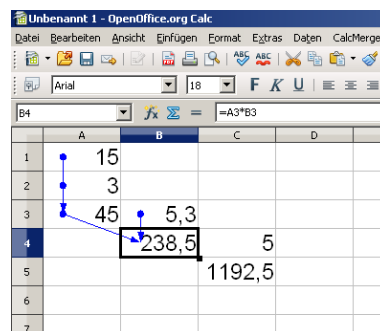 Unbenannt 1 - OpenOffice.org Calc
Datei Bearbeiten Ansicht Einfügen Format Extras Daten CalcMerge
Arial 18 F K U
B4 =A3*B3
A B C D
1 15
2 3
3 45 5,3
4 238,5 5
5 1192,5
6
7